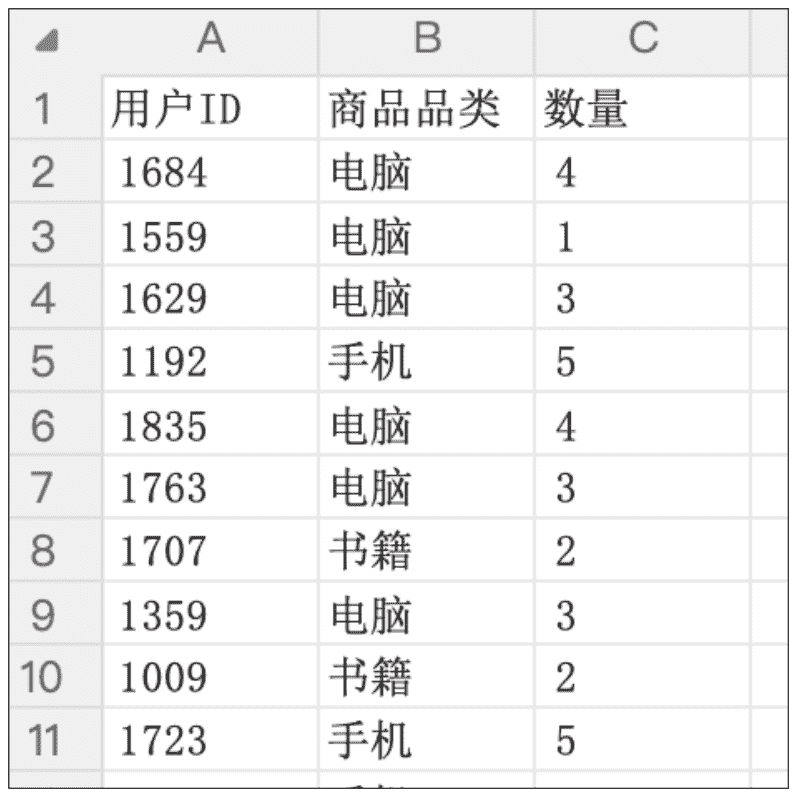 A B C
1 用户ID 商品品类 数量
2 1684 电脑 4
3 1559 电脑 1
4 1629 电脑 3
5 1192 手机 5
6 1835 电脑 4
7 1763 电脑 3
8 1707 书籍 2
9 1359 电脑 3
10 1009 书籍 2
11 1723 手机 5